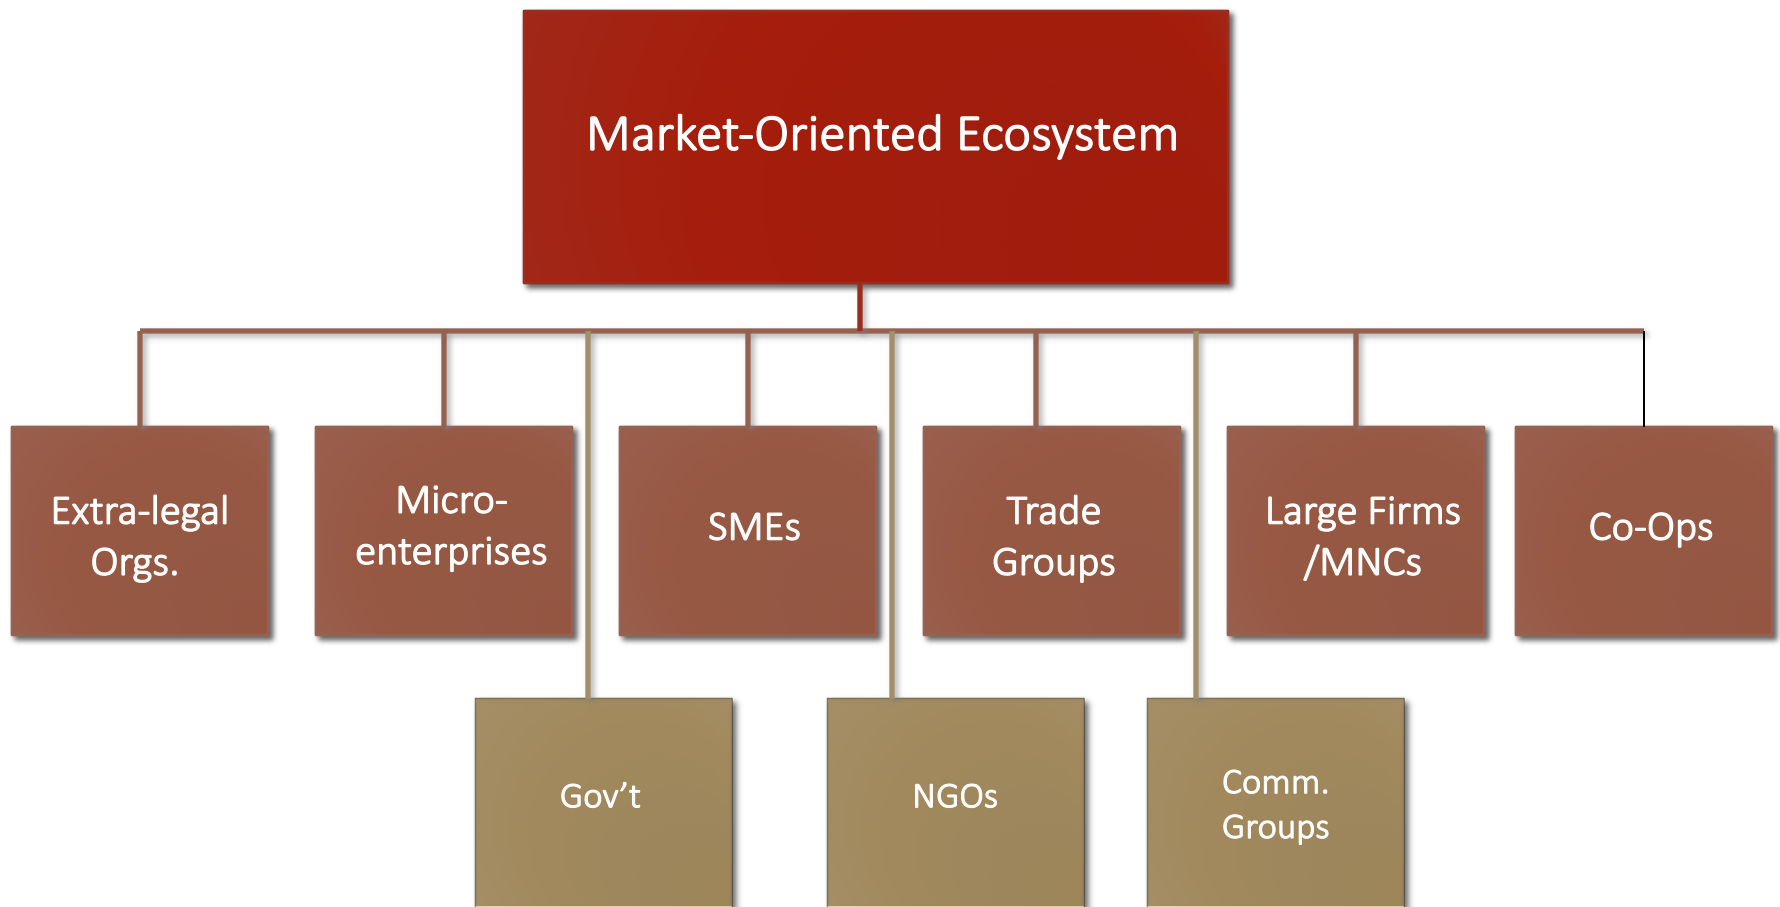 Market-Oriented Ecosystem
Extra-legal
Orgs.
Micro-
enterprises
SMEs
Trade
Groups
Large Firms
/MNCs
Co-Ops
Gov’t
NGOs
Comm.
Groups